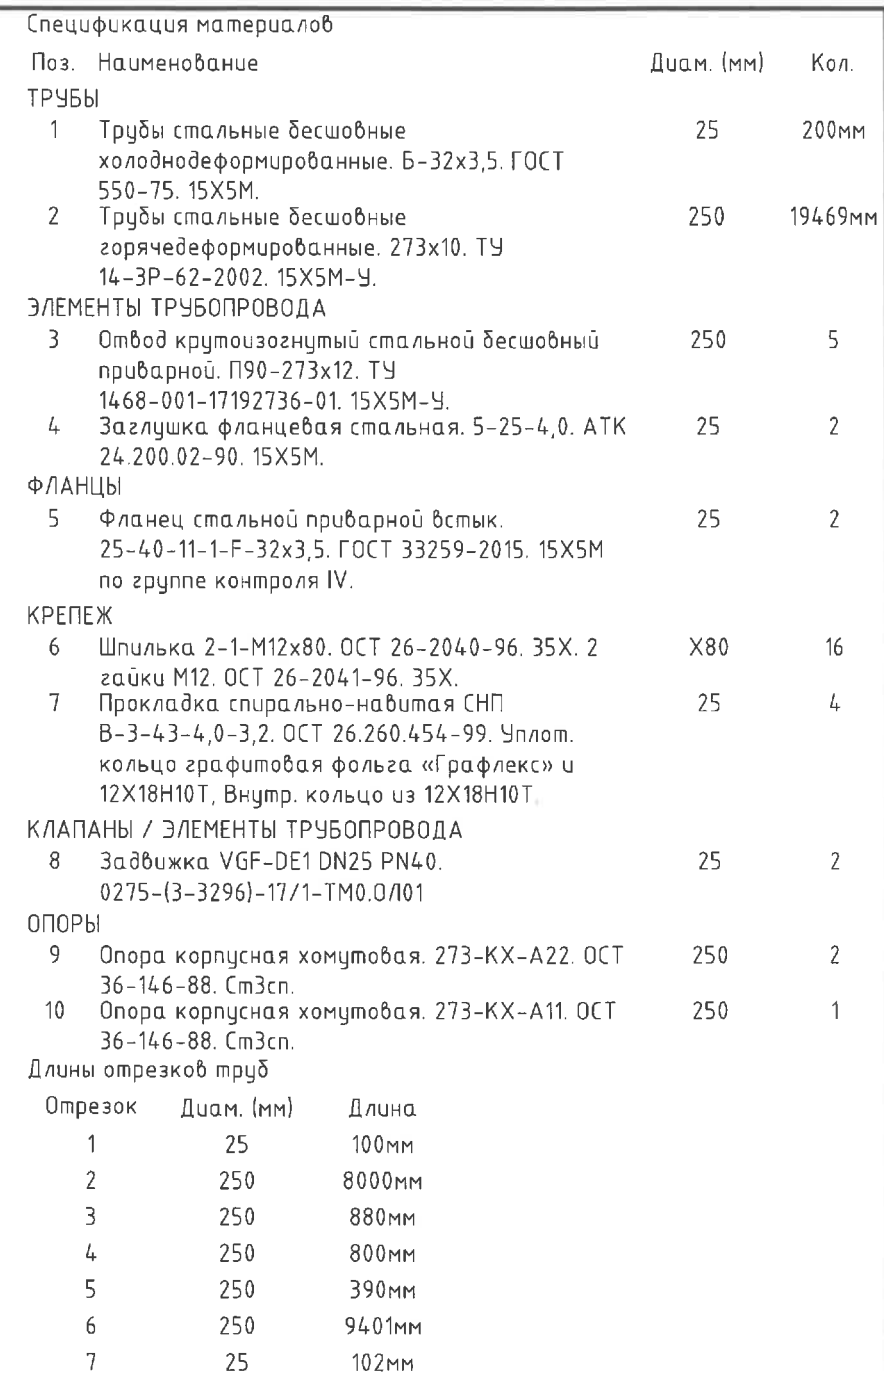 Спецификация материалов
Поз. Наименование Диам. (мм) Кол.
ТРУБЫ
1 Трубы стальные бесшовные 25 200мм
холоднодеформированные. Б-32х3,5. ГОСТ
550-75. 15Х5М.
2 Трубы стальные бесшовные 250 19469мм
горячедеформированные. 273х10. ТУ
14-3Р-62-2002. 15Х5М-У.
ЭЛЕМЕНТЫ ТРУБОПРОВОДА
3 Отвод крутоизогнутый стальной бесшовный 250 5
приварной. П90-273х12. ТУ
1468-001-17192736-01. 15Х5М-У.
4 Заглушка фланцевая стальная. 5-25-4,0. АТК 25 2
24.200.02-90. 15Х5М.
ФЛАНЦЫ
5 Фланец стальной приварной встык. 25 2
25-40-11-1-F-32х3,5. ГОСТ 33259-2015. 15Х5М
по группе контроля IV.
КРЕПЕЖ
6 Шпилька 2-1-М12х80. ОСТ 26-2040-96. 35Х. 2 Х80 16
гайки М12. ОСТ 26-2041-96. 35Х.
7 Прокладка спирально-навитая СНП 25 4
В-3-43-4,0-3,2. ОСТ 26.260.454-99. Уплот.
кольцо графитовая фольга «Графлекс» и
12Х18Н10Т, Внутр. кольцо из 12Х18Н10Т.
КЛАПАНЫ / ЭЛЕМЕНТЫ ТРУБОПРОВОДА
8 Задвижка VGF-DE1 DN25 PN40. 25 2
0275-(3-3296)-17/1-ТМ0.ОЛ01
ОПОРЫ
9 Опора корпусная хомутовая. 273-КХ-А22. ОСТ 250 2
36-146-88. Ст3сп.
10 Опора корпусная хомутовая. 273-КХ-А11. ОСТ 250 1
36-146-88. Ст3сп.
Длины отрезков труб
Отрезок Диам. (мм) Длина
1 25 100мм
2 250 8000мм
3 250 880мм
4 250 800мм
5 250 390мм
6 250 9401мм
7 25 102мм